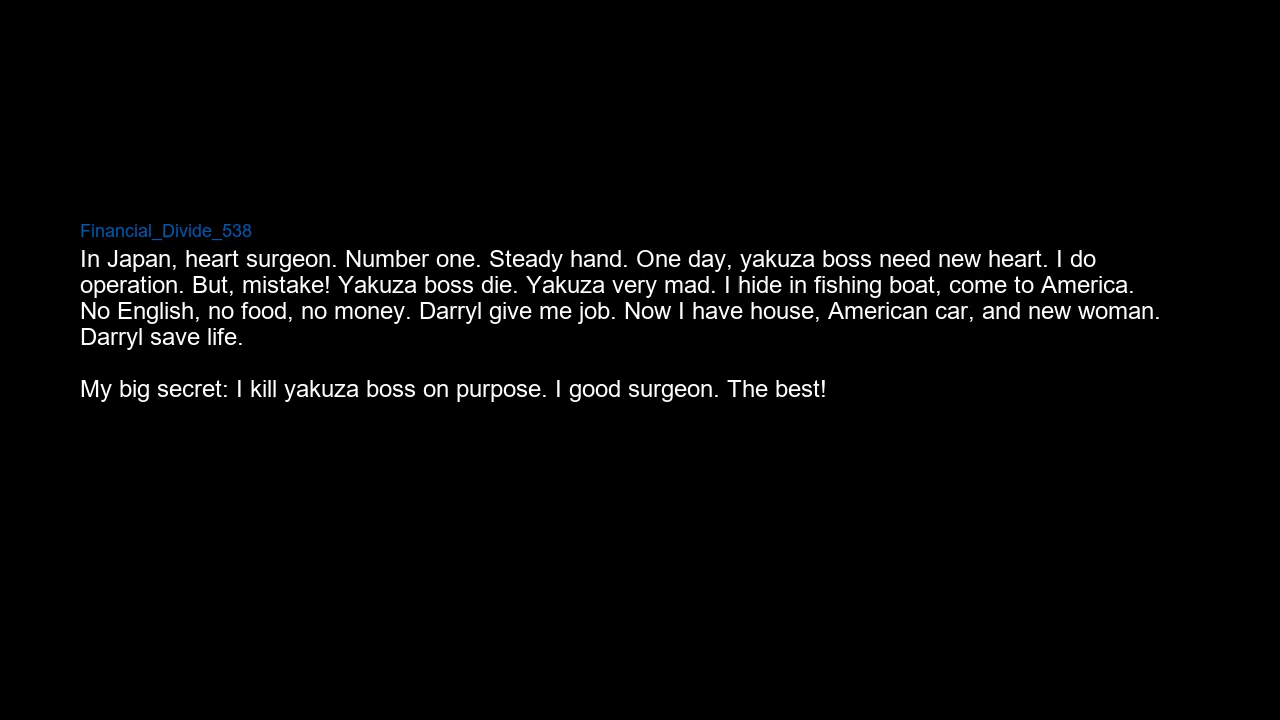 Financial_Divide_538
In Japan, heart surgeon. Number one. Steady hand. One day, yakuza boss need new heart. I do
operation. But, mistake! Yakuza boss die. Yakuza very mad. I hide in fishing boat, come to America.
No English, no food, no money. Darryl give me job. Now I have house, American car, and new woman.
Darryl save life.
My big secret: I kill yakuza boss on purpose. I good surgeon. The best!